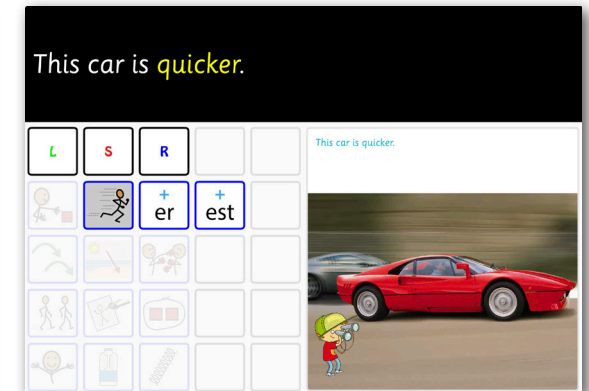 This car is quicker.
L S R
+ +
er est
This car is quicker.